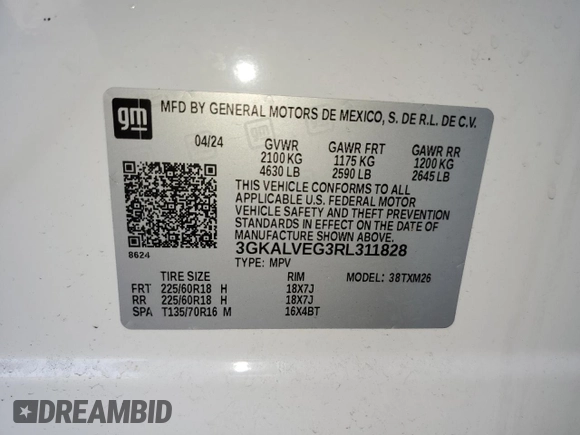 gm
MFD BY GENERAL MOTORS DE MEXICO, S. DE R.L. DE C.V.
04/24 GVWR GAWR FRT GAWR RR
2100 KG 1175 KG 1200 KG
4630 LB 2590 LB 2645 LB
THIS VEHICLE CONFORMS TO ALL
APPLICABLE U.S. FEDERAL MOTOR
VEHICLE SAFETY AND THEFT PREVENTION
STANDARDS IN EFFECT ON THE DATE OF
MANUFACTURE SHOWN ABOVE.
8624 3GKALVEG3RL311828
TYPE: MPV
TIRE SIZE RIM MODEL: 38TXM26
FRT 225/60R18 H 18X7J
RR 225/60R18 H 18X7J
SPA T135/70R16 M 16X4BT
DREAMBID